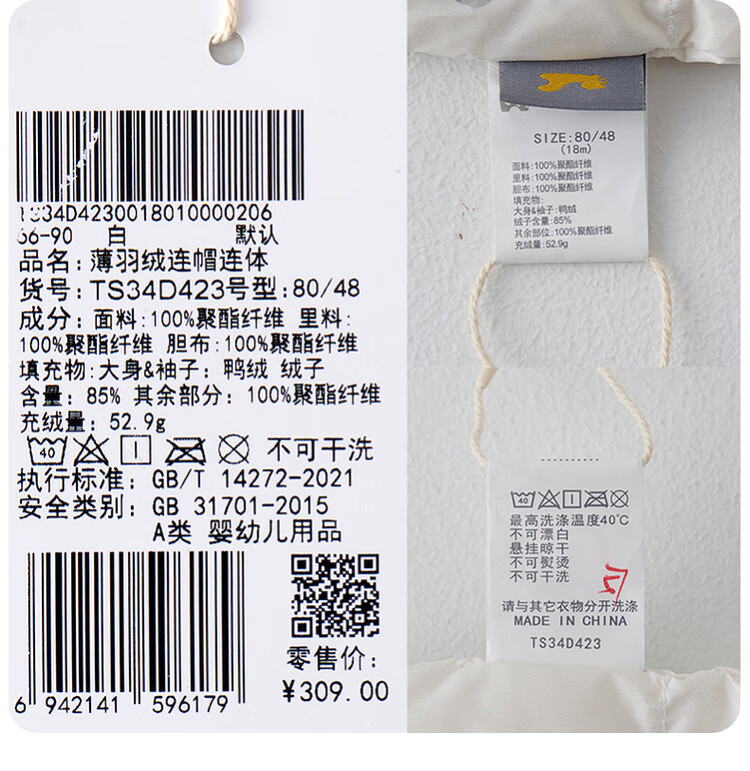 TS34D4230018010000206
66-90 白 默认
品名:薄羽绒连帽连体
货号:TS34D423号型:80/48
成分:面料:100%聚酯纤维 里料:
100%聚酯纤维 胆布:100%聚酯纤维
填充物:大身&袖子:鸭绒 绒子
含量:85% 其余部分:100%聚酯纤维
充绒量:52.9g
40 不可干洗
执行标准:GB/T 14272-2021
安全类别:GB 31701-2015
A类 婴幼儿用品
零售价:
¥309.00
6 942141 596179
SIZE:80/48
(18m)
面料:100%聚酯纤维
里料:100%聚酯纤维
胆布:100%聚酯纤维
填充物:
大身&袖子:鸭绒
绒子含量:85%
其余部位:100%聚酯纤维
充绒量:52.9g
40
最高洗涤温度40℃
不可漂白
悬挂晾干
不可熨烫
不可干洗
请与其它衣物分开洗涤
MADE IN CHINA
TS34D423